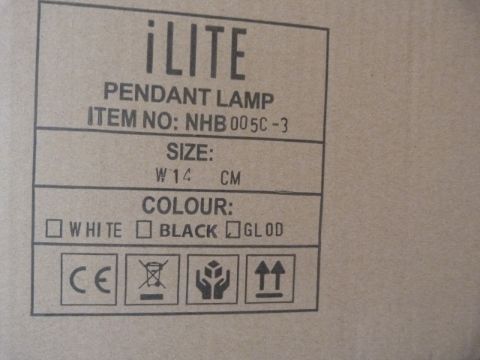 iLITE
PENDANT LAMP
ITEM NO: NHB005C-3
SIZE:
W14 CM
COLOUR:
WHITE BLACK GLOD
CE